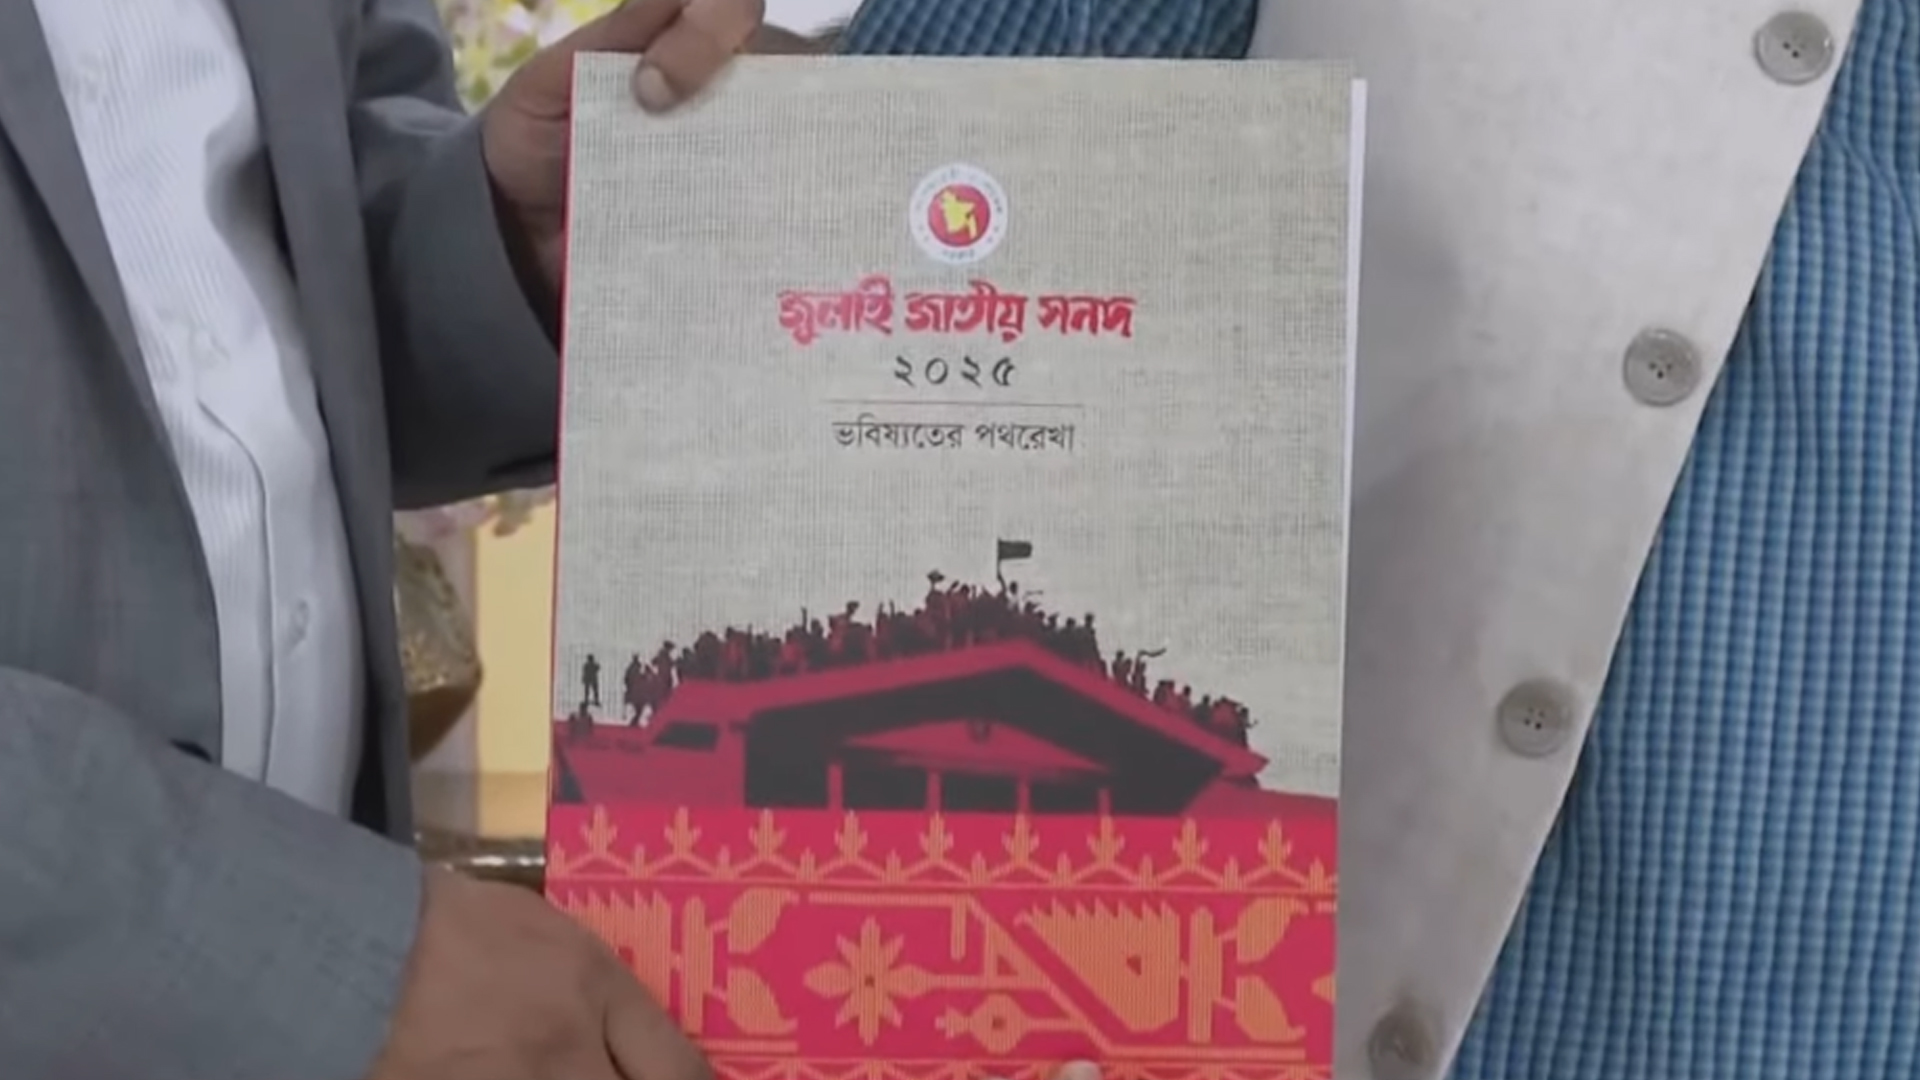 জুলাই জাতীয় সনদ
২০২৫
ভবিষ্যতের পথরেখা